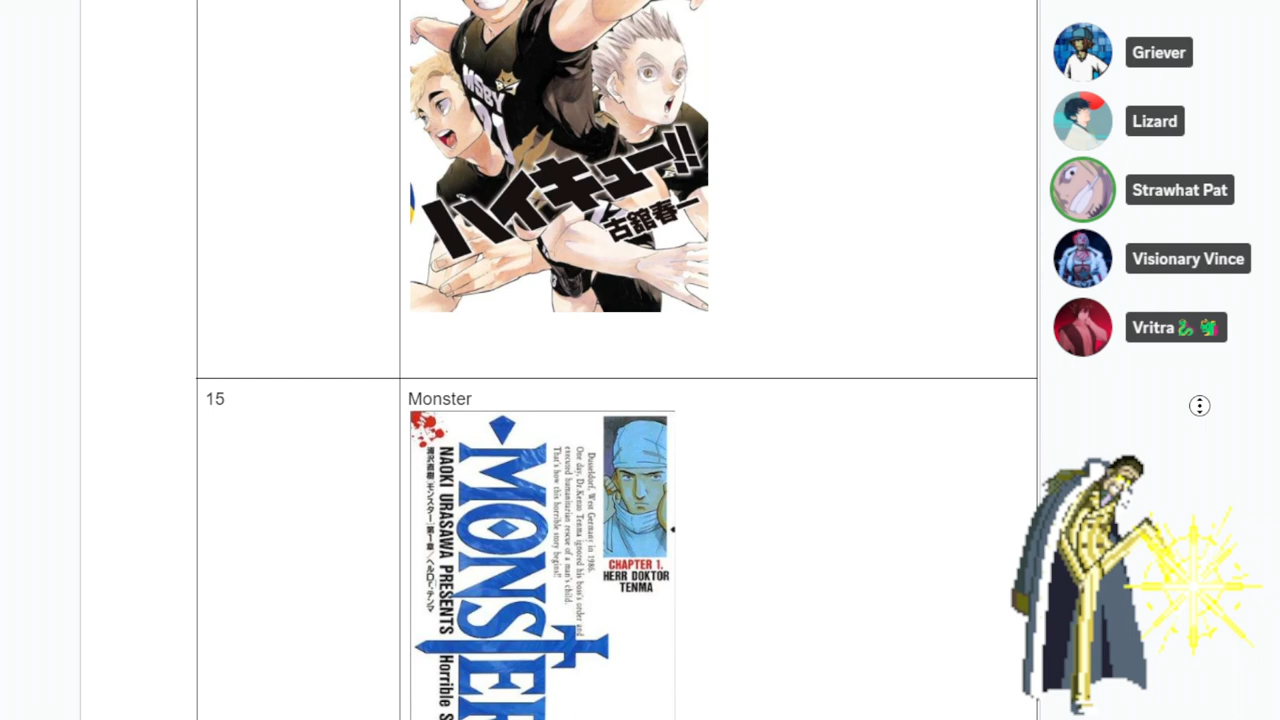 MSBY
ハイキュー!!
古舘春一
15
Monster
MONSTER
NAOKI URASAWA PRESENTS
Horrible S
Dusseldorf, West Germany in 1986.
One day, Dr.Kenzo Tenma ignored his boss's order and
executed humanitarian rescue of a man's child.
That's how this horrible story begins!!
CHAPTER 1.
HERR DOKTOR
TENMA
Griever
Lizard
Strawhat Pat
Visionary Vince
Vritra